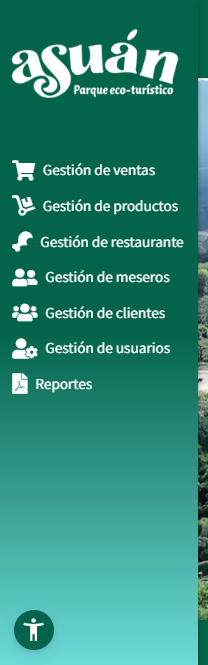 asuán
Parque eco-turístico
Gestión de ventas
Gestión de productos
Gestión de restaurante
Gestión de meseros
Gestión de clientes
Gestión de usuarios
Reportes